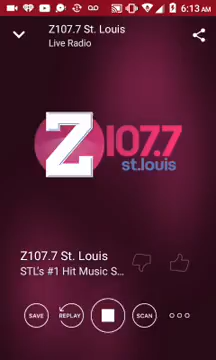 6:13 AM
Z107.7 St. Louis
Live Radio
Z107.7
st.louis
Z107.7 St. Louis
STL's #1 Hit Music S...
SAVE
REPLAY
SCAN